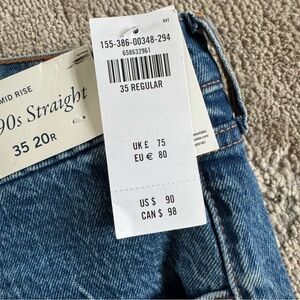 MID RISE
90s Straight
35 20R
155-386-00348-294
658632961
35 REGULAR
UK £ 75
EU € 80
US $ 90
CAN $ 98